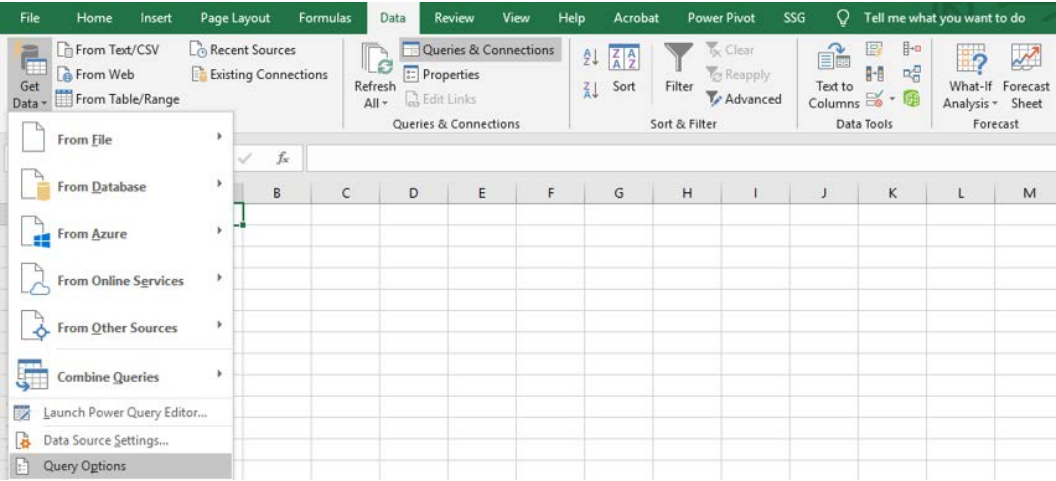 File Home Insert Page Layout Formulas Data Review View Help Acrobat Power Pivot SSG Tell me what you want to do
Get Data
From Text/CSV
From Web
From Table/Range
Recent Sources
Existing Connections
Refresh All
Queries & Connections
Properties
Edit Links
Queries & Connections
Sort
Filter
Clear
Reapply
Advanced
Sort & Filter
Text to Columns
Data Tools
What-If Analysis
Forecast Sheet
Forecast
From File
From Database
From Azure
From Online Services
From Other Sources
Combine Queries
Launch Power Query Editor...
Data Source Settings...
Query Options
fx
B C D E F G H I J K L M